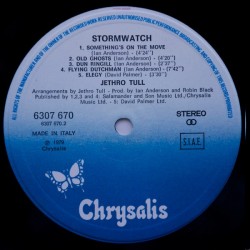 STORMWATCH
1. SOMETHING'S ON THE MOVE
(Ian Anderson) - (4'24")
2. OLD GHOSTS (Ian Anderson) - (4'20")
3. DUN RINGILL (Ian Anderson) - (2'37")
4. FLYING DUTCHMAN (Ian Anderson) - (7'42")
5. ELEGY (David Palmer) - (3'30")
JETHRO TULL
Arrangements by Jethro Tull - Prod. by Ian Anderson and Robin Black
Published by 1,2,3 and 4: Salamander and Son Music Ltd./Chrysalis
Music Ltd. - 5: David Palmer Ltd.
6307 670
6307 670.2
MADE IN ITALY
℗ 1979
Chrysalis
STEREO
S.I.A.E.
Chrysalis